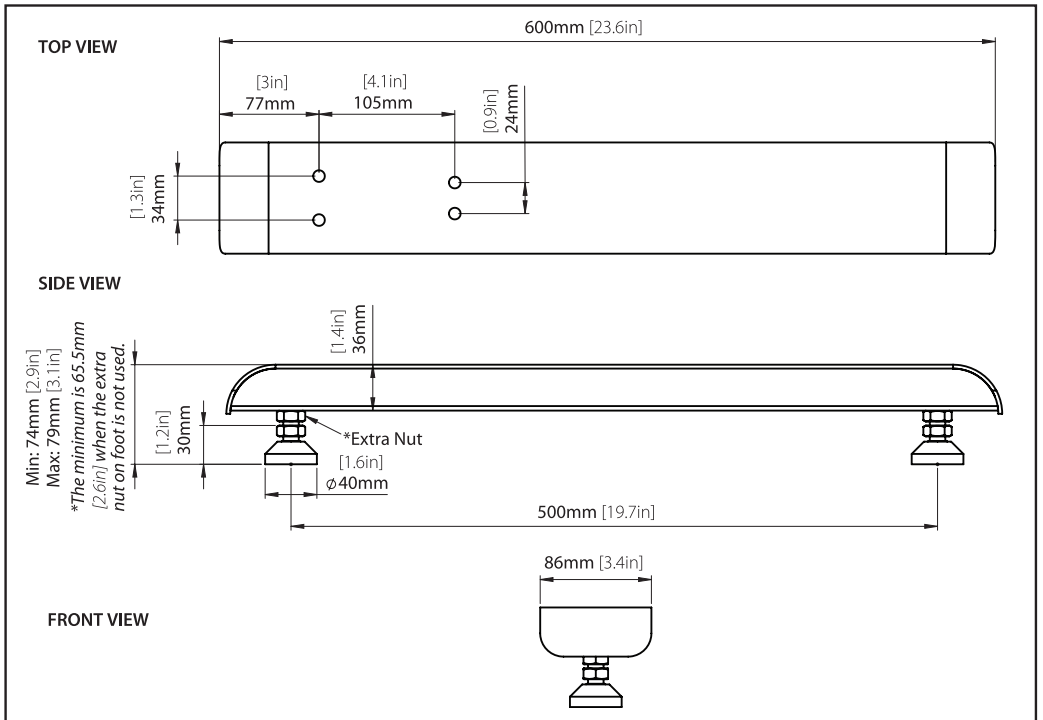 TOP VIEW
600mm [23.6in]
[3in]
77mm
[4.1in]
105mm
[0.9in]
24mm
[1.3in]
34mm
SIDE VIEW
Min: 74mm [2.9in]
Max: 79mm [3.1in]
*The minimum is 65.5mm
[2.6in] when the extra
nut on foot is not used.
[1.4in]
36mm
[1.2in]
30mm
*Extra Nut
[1.6in]
ϕ40mm
500mm [19.7in]
86mm [3.4in]
FRONT VIEW